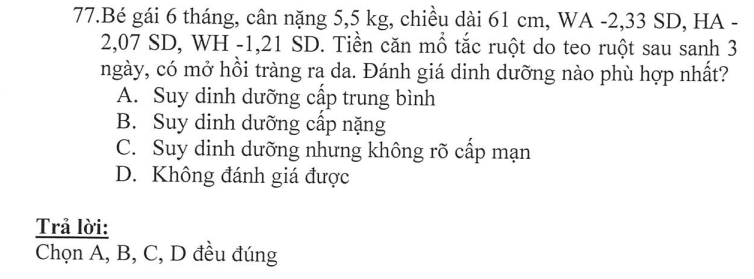 77.Bé gái 6 tháng, cân nặng 5,5 kg, chiều dài 61 cm, WA -2,33 SD, HA -
2,07 SD, WH -1,21 SD. Tiền căn mổ tắc ruột do teo ruột sau sanh 3
ngày, có mở hồi tràng ra da. Đánh giá dinh dưỡng nào phù hợp nhất?
A. Suy dinh dưỡng cấp trung bình
B. Suy dinh dưỡng cấp nặng
C. Suy dinh dưỡng nhưng không rõ cấp mạn
D. Không đánh giá được
Trả lời:
Chọn A, B, C, D đều đúng